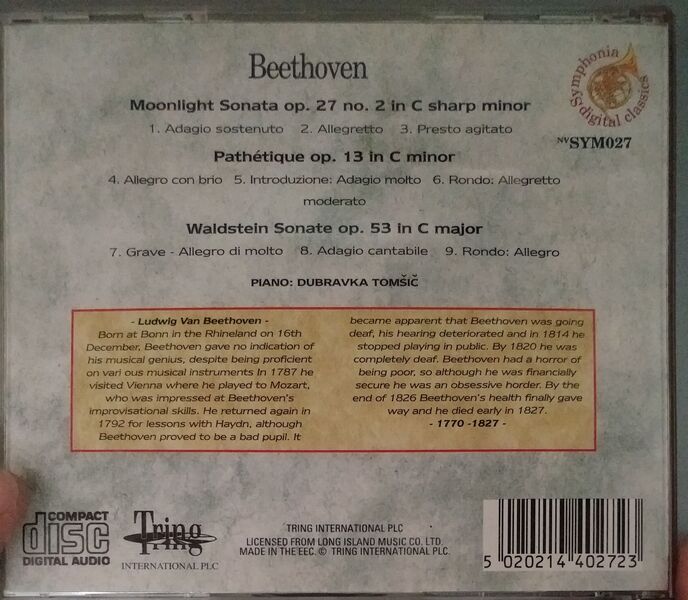 Beethoven
Symphonia
digital classics
NVSYM027
Moonlight Sonata op. 27 no. 2 in C sharp minor
1. Adagio sostenuto 2. Allegretto 3. Presto agitato
Pathétique op. 13 in C minor
4. Allegro con brio 5. Introduzione: Adagio molto 6. Rondo: Allegretto
moderato
Waldstein Sonate op. 53 in C major
7. Grave - Allegro di molto 8. Adagio cantabile 9. Rondo: Allegro
PIANO: DUBRAVKA TOMŠIČ
- Ludwig Van Beethoven -
Born at Bonn in the Rhineland on 16th
December, Beethoven gave no indication of
his musical genius, despite being proficient
on vari ous musical instruments In 1787 he
visited Vienna where he played to Mozart,
who was impressed at Beethoven's
improvisational skills. He returned again in
1792 for lessons with Haydn, although
Beethoven proved to be a bad pupil. It
became apparent that Beethoven was going
deaf, his hearing deteriorated and in 1814 he
stopped playing in public. By 1820 he was
completely deaf. Beethoven had a horror of
being poor, so although he was financially
secure he was an obsessive horder. By the
end of 1826 Beethoven's health finally gave
way and he died early in 1827.
- 1770 -1827 -
COMPACT
disc
DIGITAL AUDIO
Tring
INTERNATIONAL PLC
TRING INTERNATIONAL PLC
LICENSED FROM LONG ISLAND MUSIC CO. LTD.
MADE IN THE EEC. © TRING INTERNATIONAL PLC.
5 020214 402723